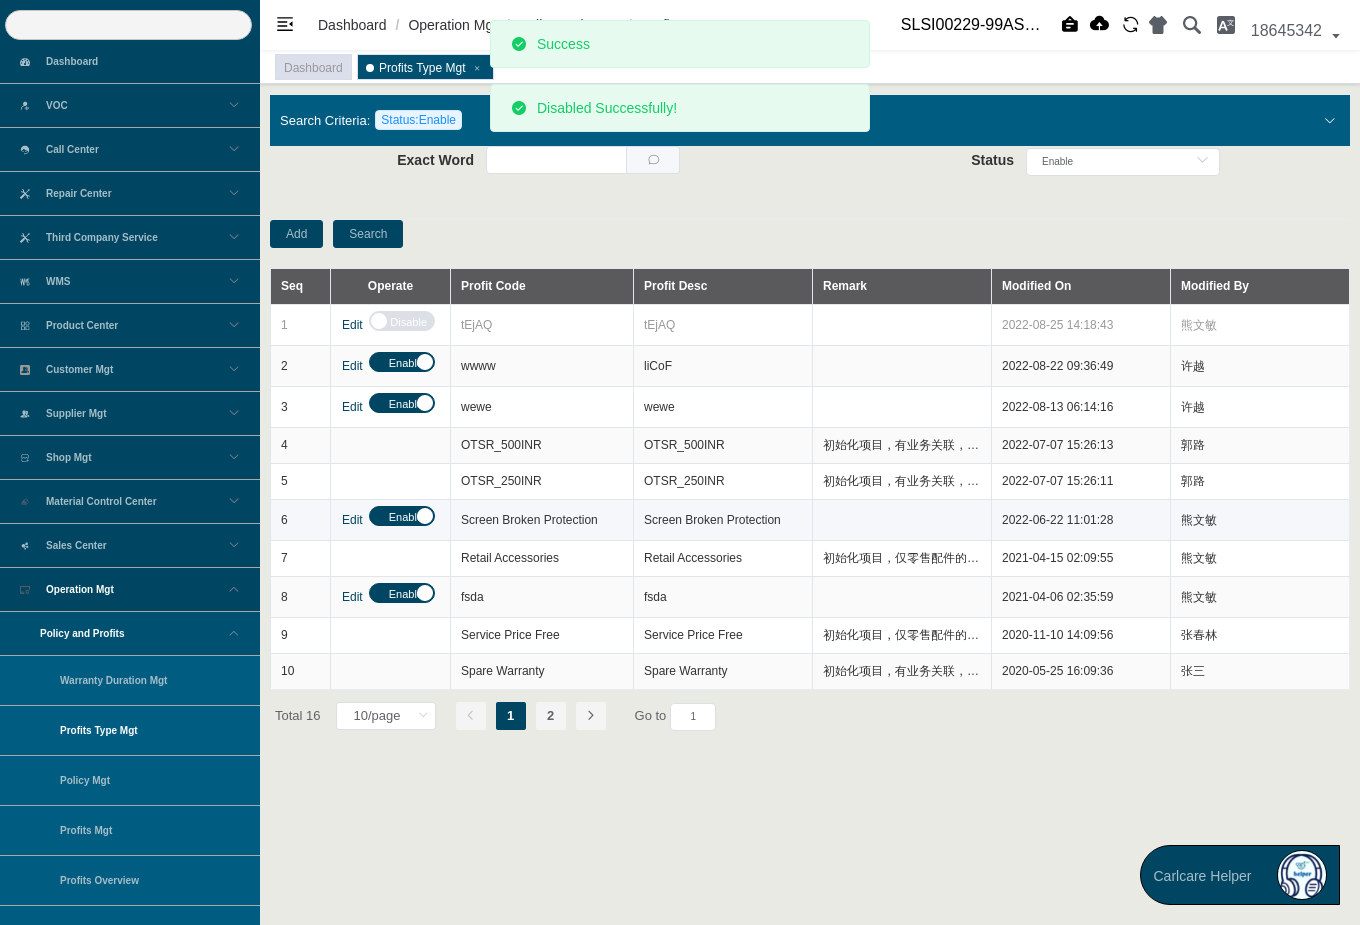 Dashboard
VOC
Call Center
Repair Center
Third Company Service
WMS
Product Center
Customer Mgt
Supplier Mgt
Shop Mgt
Material Control Center
Sales Center
Operation Mgt
Policy and Profits
Warranty Duration Mgt
Profits Type Mgt
Policy Mgt
Profits Mgt
Profits Overview
Dashboard / Operation Mg
SLSI00229-99AS…
18645342
Success
Disabled Successfully!
Dashboard
Profits Type Mgt ×
Search Criteria: Status:Enable
Exact Word
Status Enable
Add Search
Seq Operate Profit Code Profit Desc Remark Modified On Modified By
1 Edit Disable tEjAQ tEjAQ 2022-08-25 14:18:43 熊文敏
2 Edit Enabl wwww liCoF 2022-08-22 09:36:49 许越
3 Edit Enabl wewe wewe 2022-08-13 06:14:16 许越
4 OTSR_500INR OTSR_500INR 初始化项目，有业务关联，… 2022-07-07 15:26:13 郭路
5 OTSR_250INR OTSR_250INR 初始化项目，有业务关联，… 2022-07-07 15:26:11 郭路
6 Edit Enabl Screen Broken Protection Screen Broken Protection 2022-06-22 11:01:28 熊文敏
7 Retail Accessories Retail Accessories 初始化项目，仅零售配件的… 2021-04-15 02:09:55 熊文敏
8 Edit Enabl fsda fsda 2021-04-06 02:35:59 熊文敏
9 Service Price Free Service Price Free 初始化项目，仅零售配件的… 2020-11-10 14:09:56 张春林
10 Spare Warranty Spare Warranty 初始化项目，有业务关联，… 2020-05-25 16:09:36 张三
Total 16 10/page 1 2 Go to 1
Carlcare Helper
helper